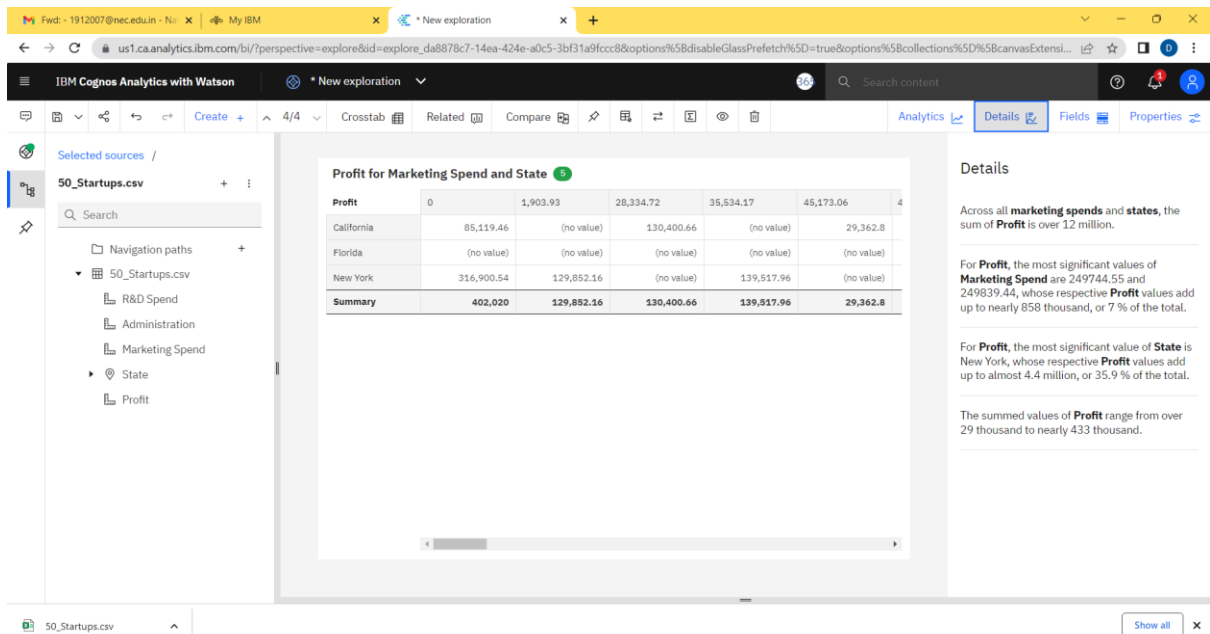 Fwd: - 1912007@nec.edu.in - Na
My IBM
* New exploration
us1.ca.analytics.ibm.com/bi/?perspective=explore&id=explore_da8878c7-14ea-424e-a0c5-3bf31a9fccc8&options%5BdisableGlassPrefetch%5D=true&options%5Bcollections%5D%5BcanvasExtensi...
D
IBM Cognos Analytics with Watson
* New exploration
365
Search content
1
Create +
4/4
Crosstab
Related
Compare
Analytics
Details
Fields
Properties
Selected sources /
50_Startups.csv
Search
Navigation paths
50_Startups.csv
R&D Spend
Administration
Marketing Spend
State
Profit
Profit for Marketing Spend and State 5
Profit 0 1,903.93 28,334.72 35,534.17 45,173.06 4
California 85,119.46 (no value) 130,400.66 (no value) 29,362.8
Florida (no value) (no value) (no value) (no value) (no value)
New York 316,900.54 129,852.16 (no value) 139,517.96 (no value)
Summary 402,020 129,852.16 130,400.66 139,517.96 29,362.8
Details
Across all marketing spends and states, the
sum of Profit is over 12 million.
For Profit, the most significant values of
Marketing Spend are 249744.55 and
249839.44, whose respective Profit values add
up to nearly 858 thousand, or 7 % of the total.
For Profit, the most significant value of State is
New York, whose respective Profit values add
up to almost 4.4 million, or 35.9 % of the total.
The summed values of Profit range from over
29 thousand to nearly 433 thousand.
50_Startups.csv
Show all